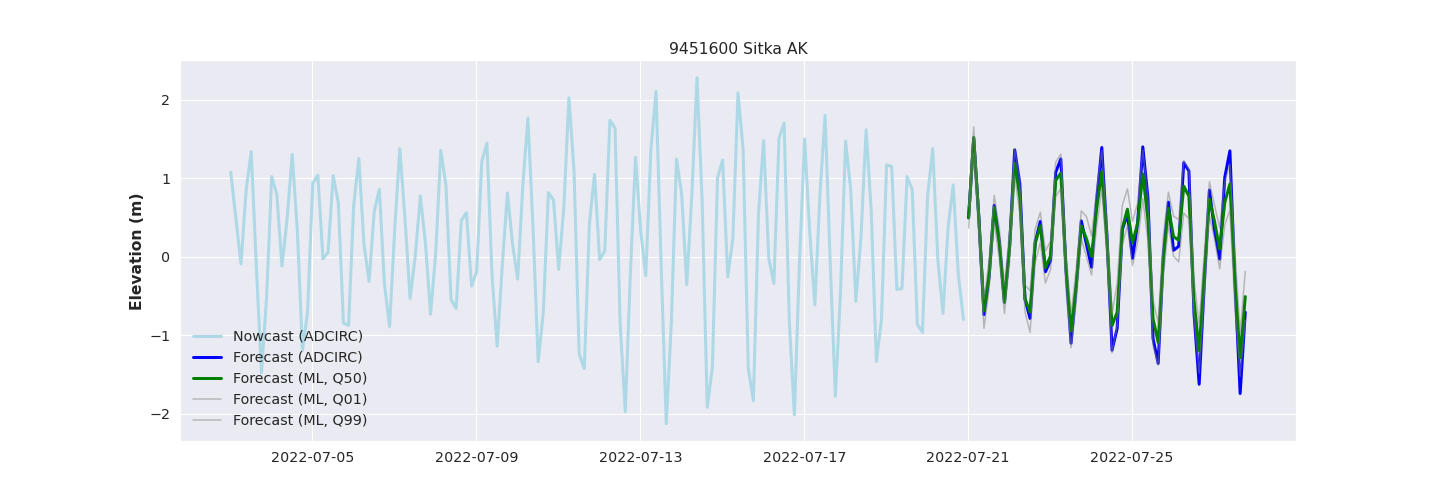 9451600 Sitka AK
2
1
0
−1
−2
Elevation (m)
Nowcast (ADCIRC)
Forecast (ADCIRC)
Forecast (ML, Q50)
Forecast (ML, Q01)
Forecast (ML, Q99)
2022-07-05 2022-07-09 2022-07-13 2022-07-17 2022-07-21 2022-07-25